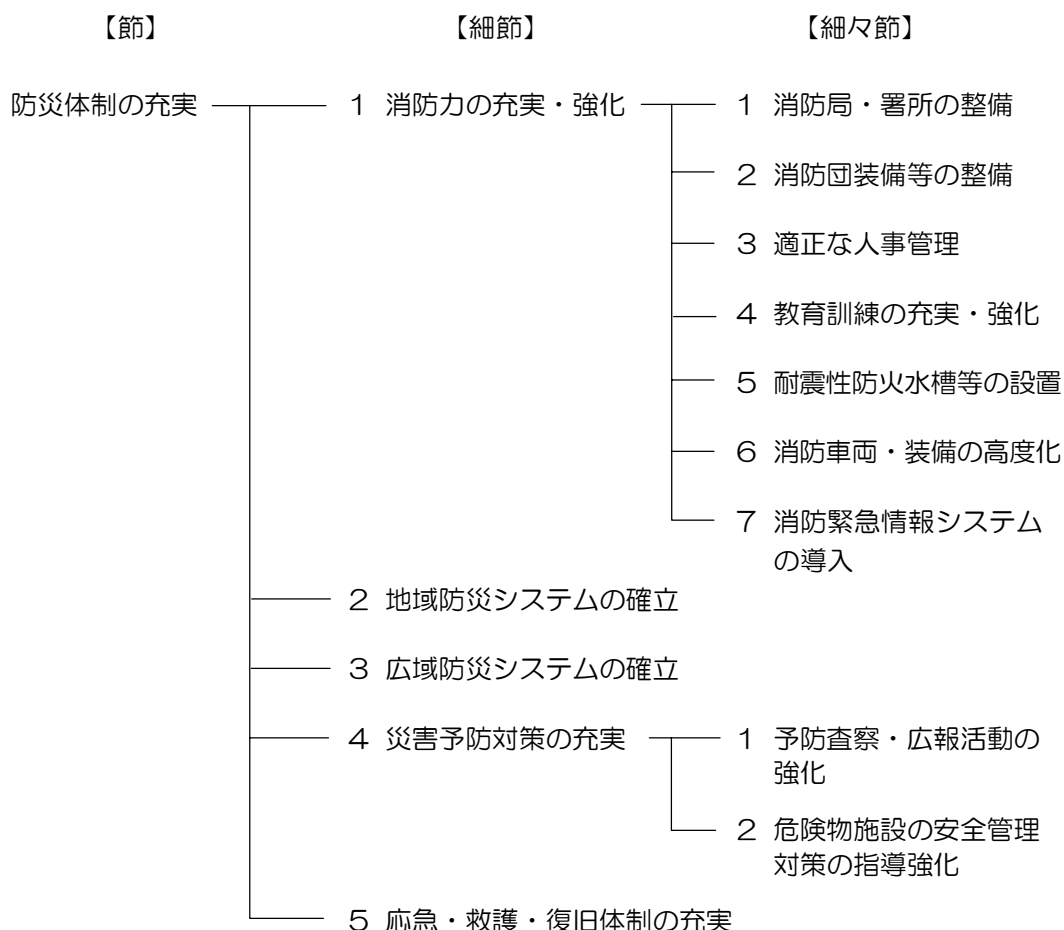 【節】 【細節】 【細々節】
防災体制の充実 1 消防力の充実・強化 1 消防局・署所の整備
2 消防団装備等の整備
3 適正な人事管理
4 教育訓練の充実・強化
5 耐震性防火水槽等の設置
6 消防車両・装備の高度化
7 消防緊急情報システム
の導入
2 地域防災システムの確立
3 広域防災システムの確立
4 災害予防対策の充実 1 予防査察・広報活動の
強化
2 危険物施設の安全管理
対策の指導強化
5 応急・救護・復旧体制の充実